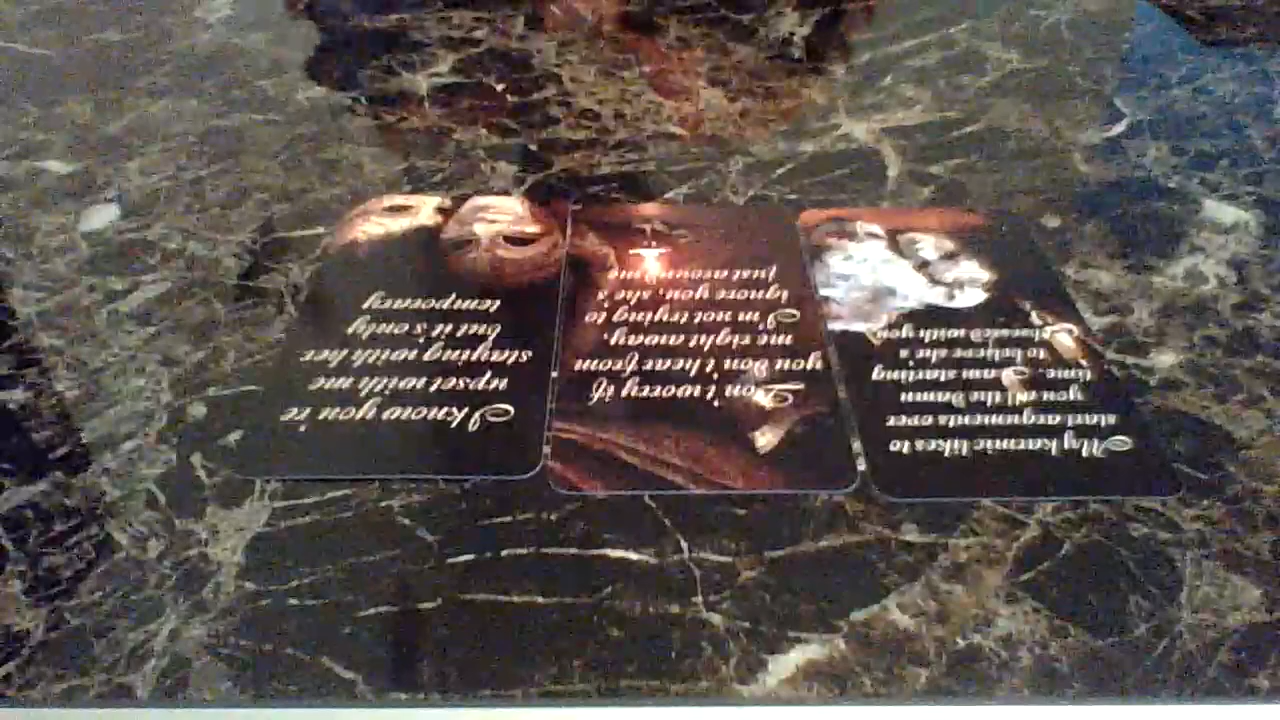 My karmic likes to
start arguments over
you all the damn
time. I am starting
to believe she's
obsessed with you
Don't worry if
you don't hear from
me right away,
I'm not trying to
ignore you, she's
just around me
I know you're
upset with me
staying with her
but it's only
temporary